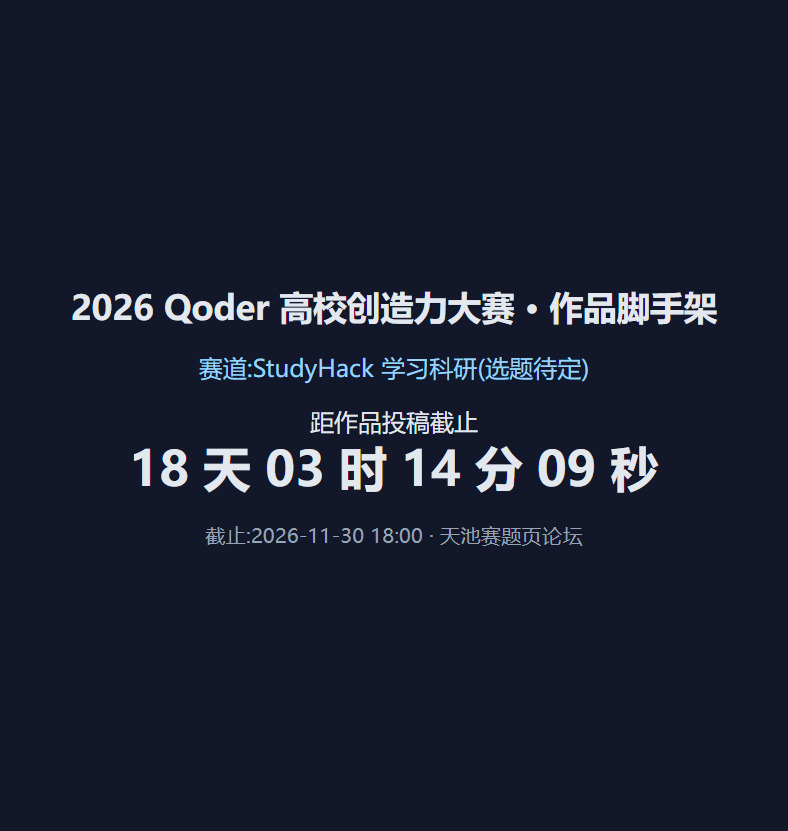 2026 Qoder 高校创造力大赛 · 作品脚手架
赛道:StudyHack 学习科研(选题待定)
距作品投稿截止
18 天 03 时 14 分 09 秒
截止:2026-11-30 18:00 · 天池赛题页论坛